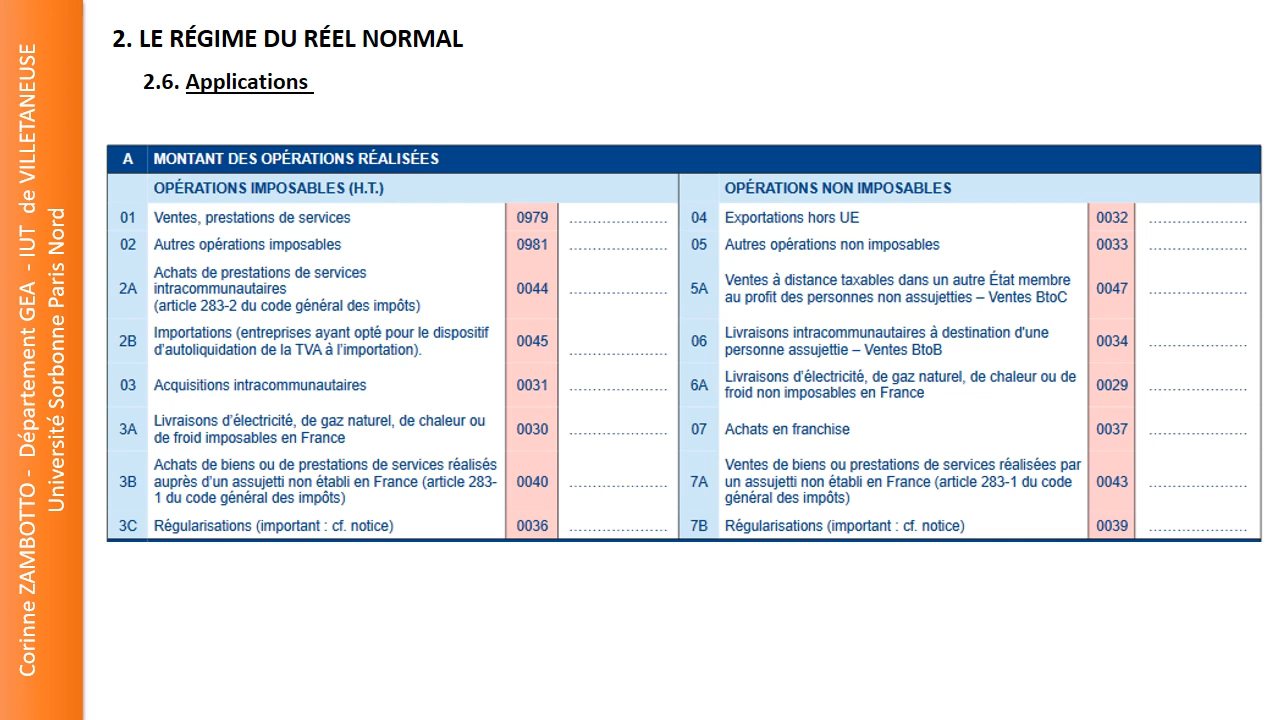 Corinne ZAMBOTTO - Département GEA - IUT de VILLETANEUSE
Université Sorbonne Paris Nord
2. LE RÉGIME DU RÉEL NORMAL
2.6. Applications
A MONTANT DES OPÉRATIONS RÉALISÉES
OPÉRATIONS IMPOSABLES (H.T.)
01 Ventes, prestations de services 0979 ....................
02 Autres opérations imposables 0981 ....................
2A Achats de prestations de services
intracommunautaires
(article 283-2 du code général des impôts) 0044 ....................
2B Importations (entreprises ayant opté pour le dispositif
d'autoliquidation de la TVA à l'importation). 0045 ....................
03 Acquisitions intracommunautaires 0031 ....................
3A Livraisons d'électricité, de gaz naturel, de chaleur ou
de froid imposables en France 0030 ....................
3B Achats de biens ou de prestations de services réalisés
auprès d'un assujetti non établi en France (article 283-
1 du code général des impôts) 0040 ....................
3C Régularisations (important : cf. notice) 0036 ....................
OPÉRATIONS NON IMPOSABLES
04 Exportations hors UE 0032 ....................
05 Autres opérations non imposables 0033 ....................
5A Ventes à distance taxables dans un autre État membre
au profit des personnes non assujetties – Ventes BtoC 0047 ....................
06 Livraisons intracommunautaires à destination d'une
personne assujettie – Ventes BtoB 0034 ....................
6A Livraisons d'électricité, de gaz naturel, de chaleur ou de
froid non imposables en France 0029 ....................
07 Achats en franchise 0037 ....................
7A Ventes de biens ou prestations de services réalisées par
un assujetti non établi en France (article 283-1 du code
général des impôts) 0043 ....................
7B Régularisations (important : cf. notice) 0039 ....................